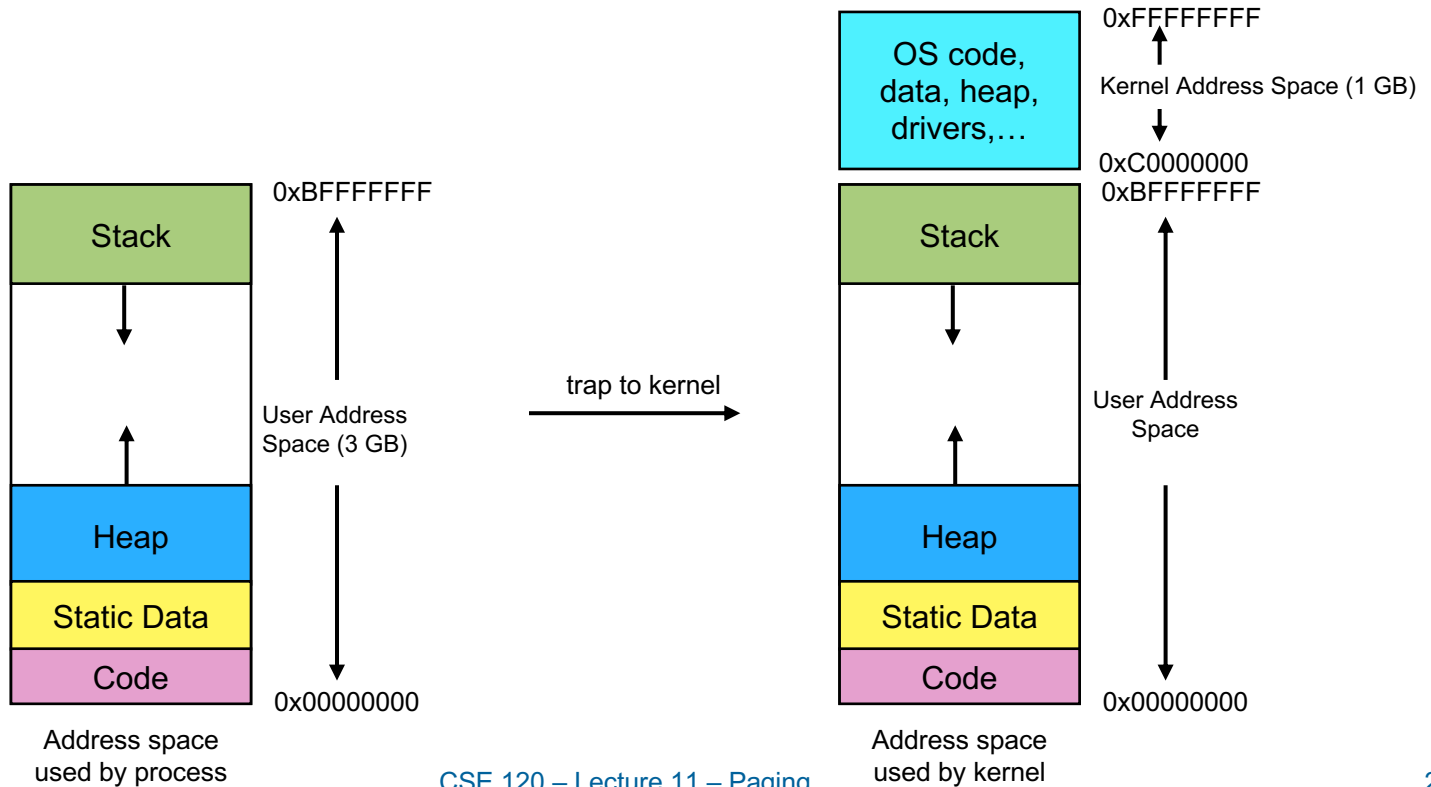 0xFFFFFFFF
OS code,
data, heap,
drivers,…
Kernel Address Space (1 GB)
0xC0000000
0xBFFFFFFF
Stack
User Address
Space (3 GB)
Heap
Static Data
Code
0x00000000
Address space
used by process
trap to kernel
0xBFFFFFFF
Stack
User Address
Space
Heap
Static Data
Code
0x00000000
Address space
used by kernel
CSE 120 – Lecture 11 – Paging